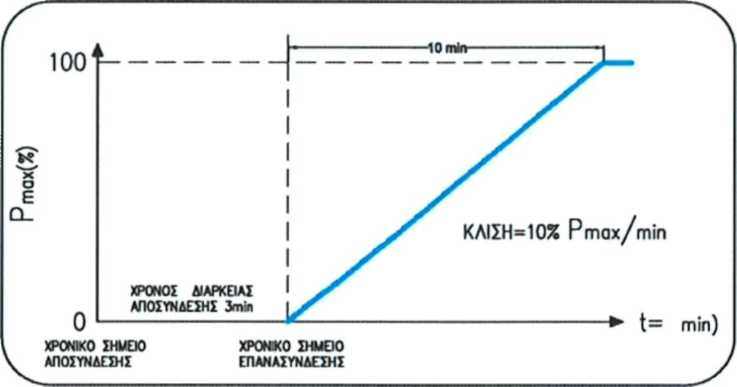 10 min
100
Pmax(%)
ΚΛΙΣΗ=10% Pmax/min
ΧΡΟΝΟΣ ΔΙΑΡΚΕΙΑΣ
ΑΠΟΣΥΝΔΕΣΗΣ 3min
0
t= min)
ΧΡΟΝΙΚΟ ΣΗΜΕΙΟ
ΑΠΟΣΥΝΔΕΣΗΣ
ΧΡΟΝΙΚΟ ΣΗΜΕΙΟ
ΕΠΑΝΑΣΥΝΔΕΣΗΣ